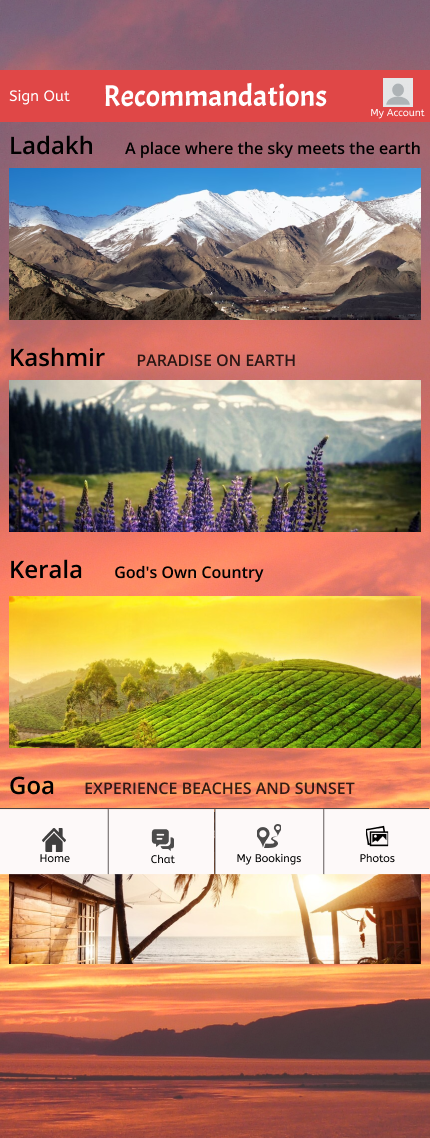 Sign Out
Recommandations
My Account
Ladakh A place where the sky meets the earth
Kashmir PARADISE ON EARTH
Kerala God's Own Country
Goa EXPERIENCE BEACHES AND SUNSET
Home Chat My Bookings Photos